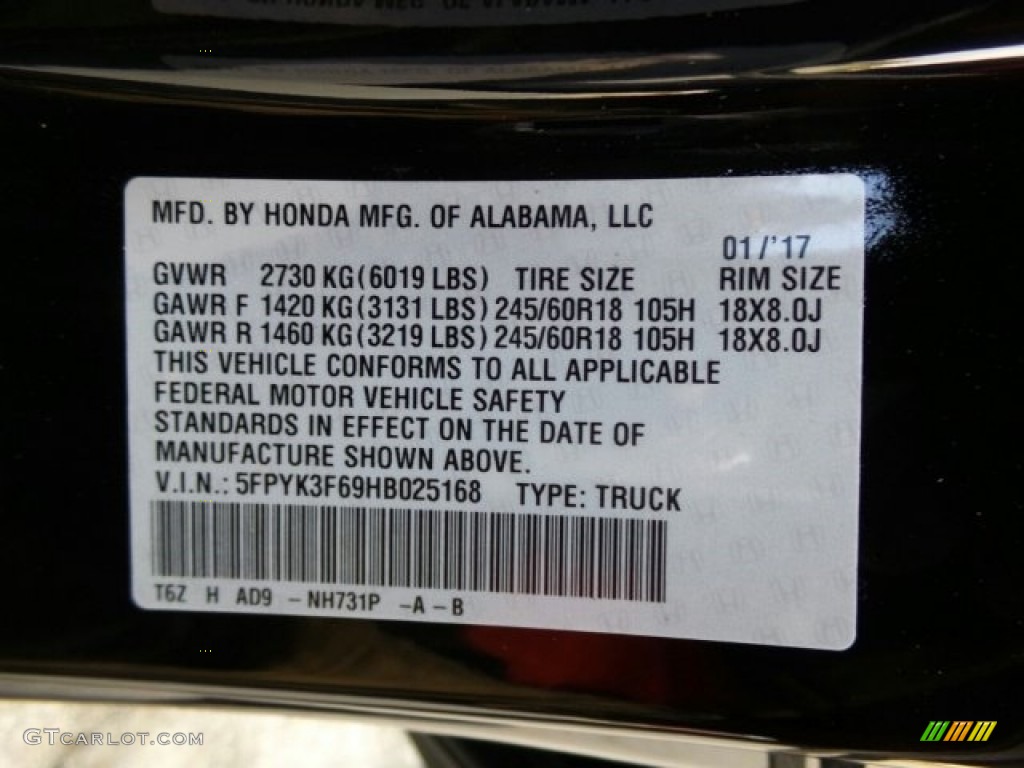 MFD. BY HONDA MFG. OF ALABAMA, LLC
01/'17
GVWR 2730 KG(6019 LBS) TIRE SIZE RIM SIZE
GAWR F 1420 KG(3131 LBS) 245/60R18 105H 18X8.0J
GAWR R 1460 KG(3219 LBS) 245/60R18 105H 18X8.0J
THIS VEHICLE CONFORMS TO ALL APPLICABLE
FEDERAL MOTOR VEHICLE SAFETY
STANDARDS IN EFFECT ON THE DATE OF
MANUFACTURE SHOWN ABOVE.
V.I.N.: 5FPYK3F69HB025168 TYPE: TRUCK
T6Z H AD9 -NH731P -A-B
GTCARLOT.COM